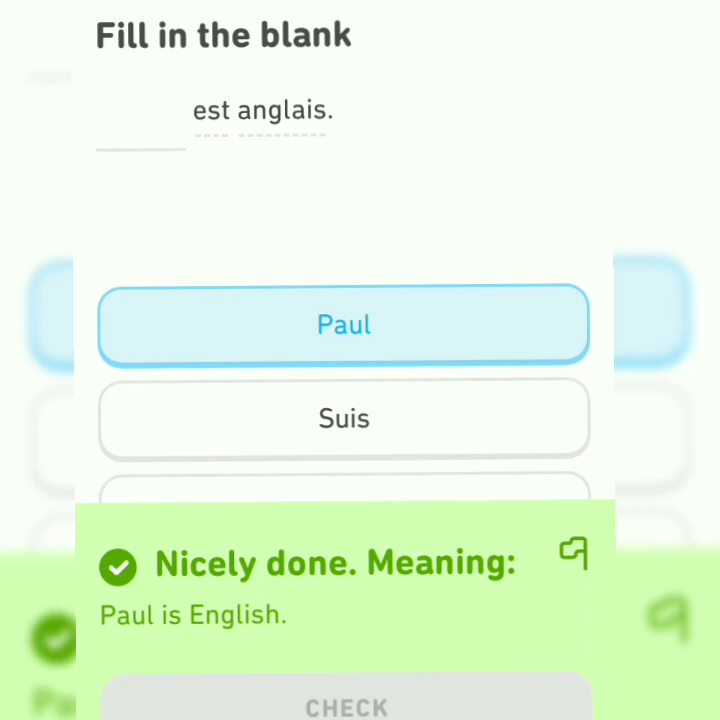 Fill in the blank
est anglais.
Paul
Suis
Nicely done. Meaning:
Paul is English.
CHECK